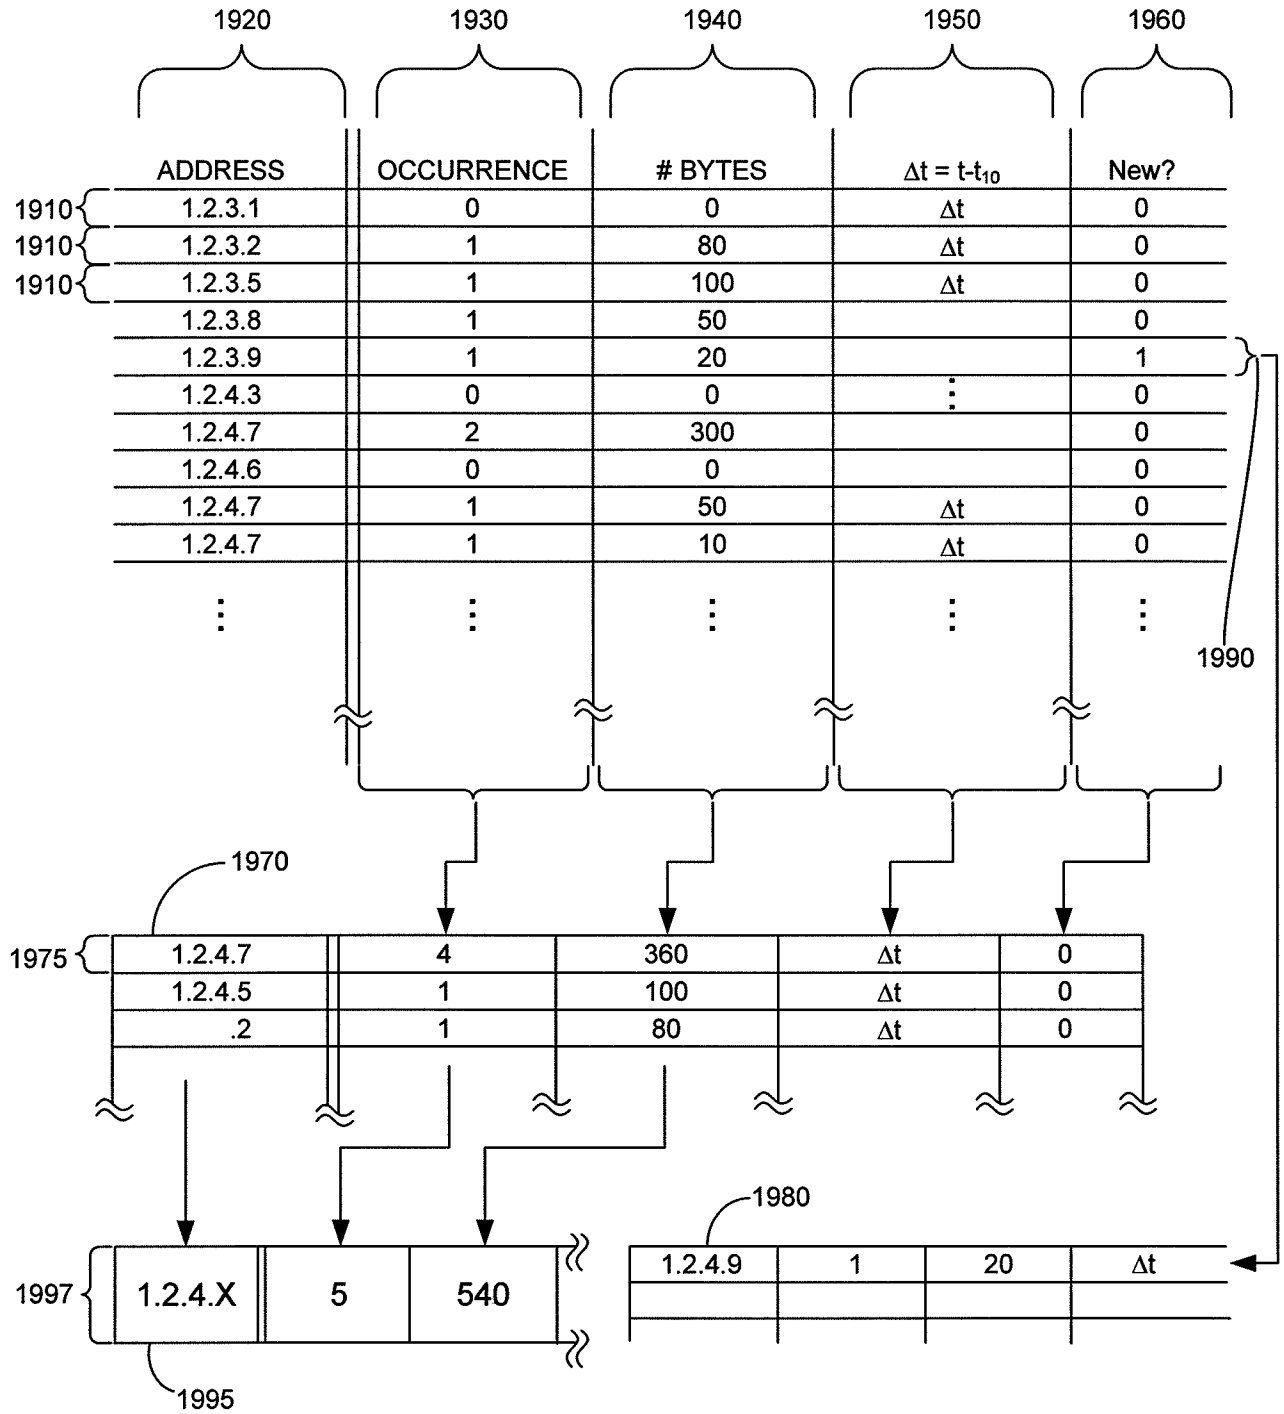 1920 1930 1940 1950 1960
ADDRESS OCCURRENCE # BYTES Δt = t-t10 New?
1910 1.2.3.1 0 0 Δt 0
1910 1.2.3.2 1 80 Δt 0
1910 1.2.3.5 1 100 Δt 0
1.2.3.8 1 50 0
1.2.3.9 1 20 1
1.2.4.3 0 0 0
1.2.4.7 2 300 0
1.2.4.6 0 0 0
1.2.4.7 1 50 Δt 0
1.2.4.7 1 10 Δt 0
1990
1970
1975 1.2.4.7 4 360 Δt 0
1.2.4.5 1 100 Δt 0
.2 1 80 Δt 0
1980
1.2.4.9 1 20 Δt
1997 1.2.4.X 5 540
1995